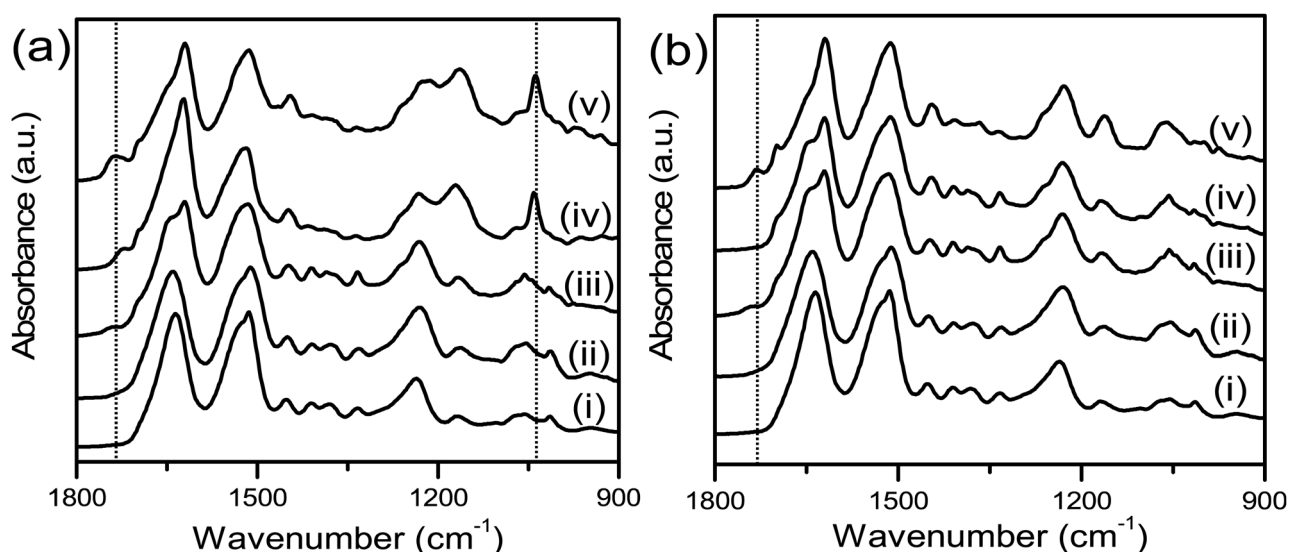 (a)
(v)
(iv)
(iii)
(ii)
(i)
Absorbance (a.u.)
1800 1500 1200 900
Wavenumber (cm⁻¹)
(b)
(v)
(iv)
(iii)
(ii)
(i)
Absorbance (a.u.)
1800 1500 1200 900
Wavenumber (cm⁻¹)